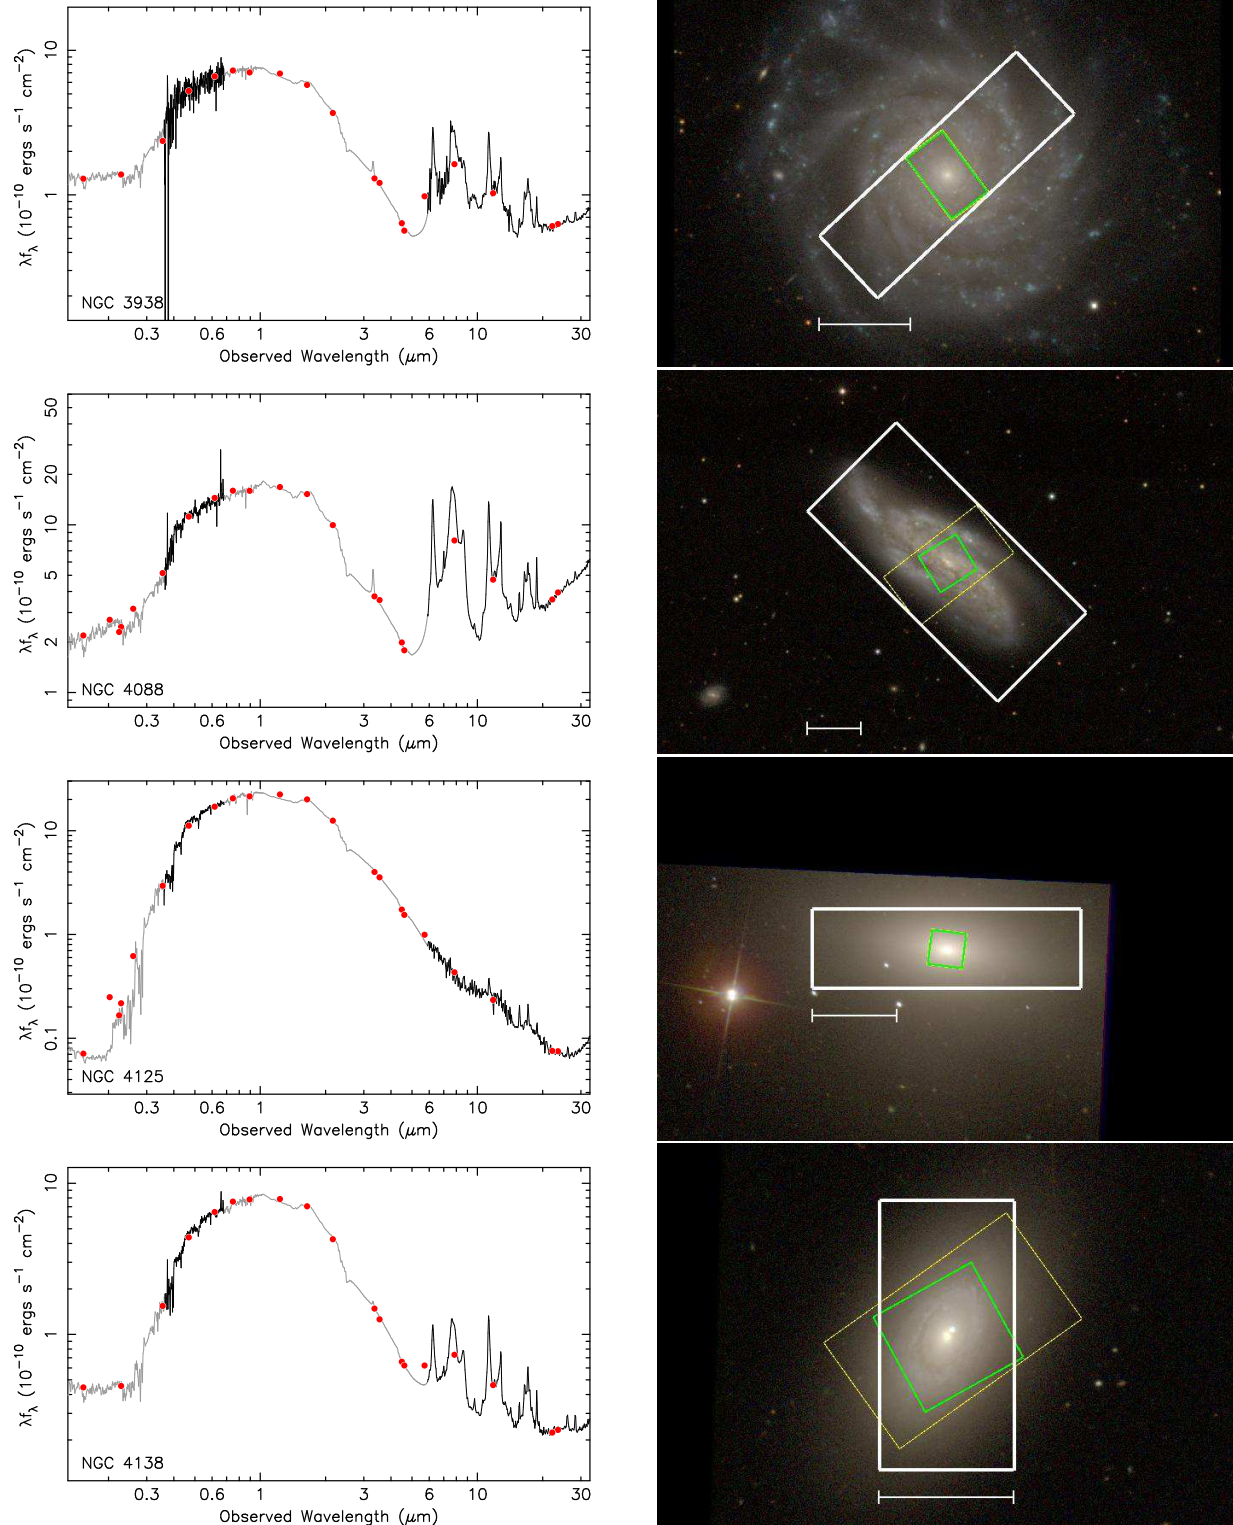 10
1
λf_λ (10⁻¹⁰ ergs s⁻¹ cm⁻²)
NGC 3938
0.3 0.6 1 3 6 10 30
Observed Wavelength (μm)
50
20
10
5
2
1
λf_λ (10⁻¹⁰ ergs s⁻¹ cm⁻²)
NGC 4088
0.3 0.6 1 3 6 10 30
Observed Wavelength (μm)
10
1
0.1
λf_λ (10⁻¹⁰ ergs s⁻¹ cm⁻²)
NGC 4125
0.3 0.6 1 3 6 10 30
Observed Wavelength (μm)
10
1
λf_λ (10⁻¹⁰ ergs s⁻¹ cm⁻²)
NGC 4138
0.3 0.6 1 3 6 10 30
Observed Wavelength (μm)